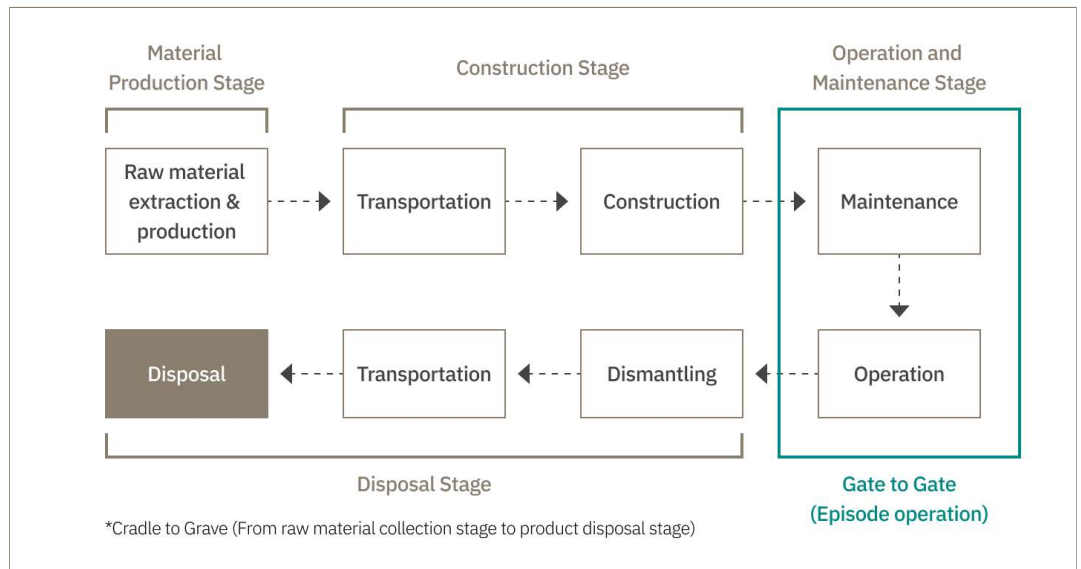 Material
Production Stage
Construction Stage
Operation and
Maintenance Stage
Raw material
extraction &
production
Transportation
Construction
Maintenance
Disposal
Transportation
Dismantling
Operation
Disposal Stage
Gate to Gate
(Episode operation)
*Cradle to Grave (From raw material collection stage to product disposal stage)